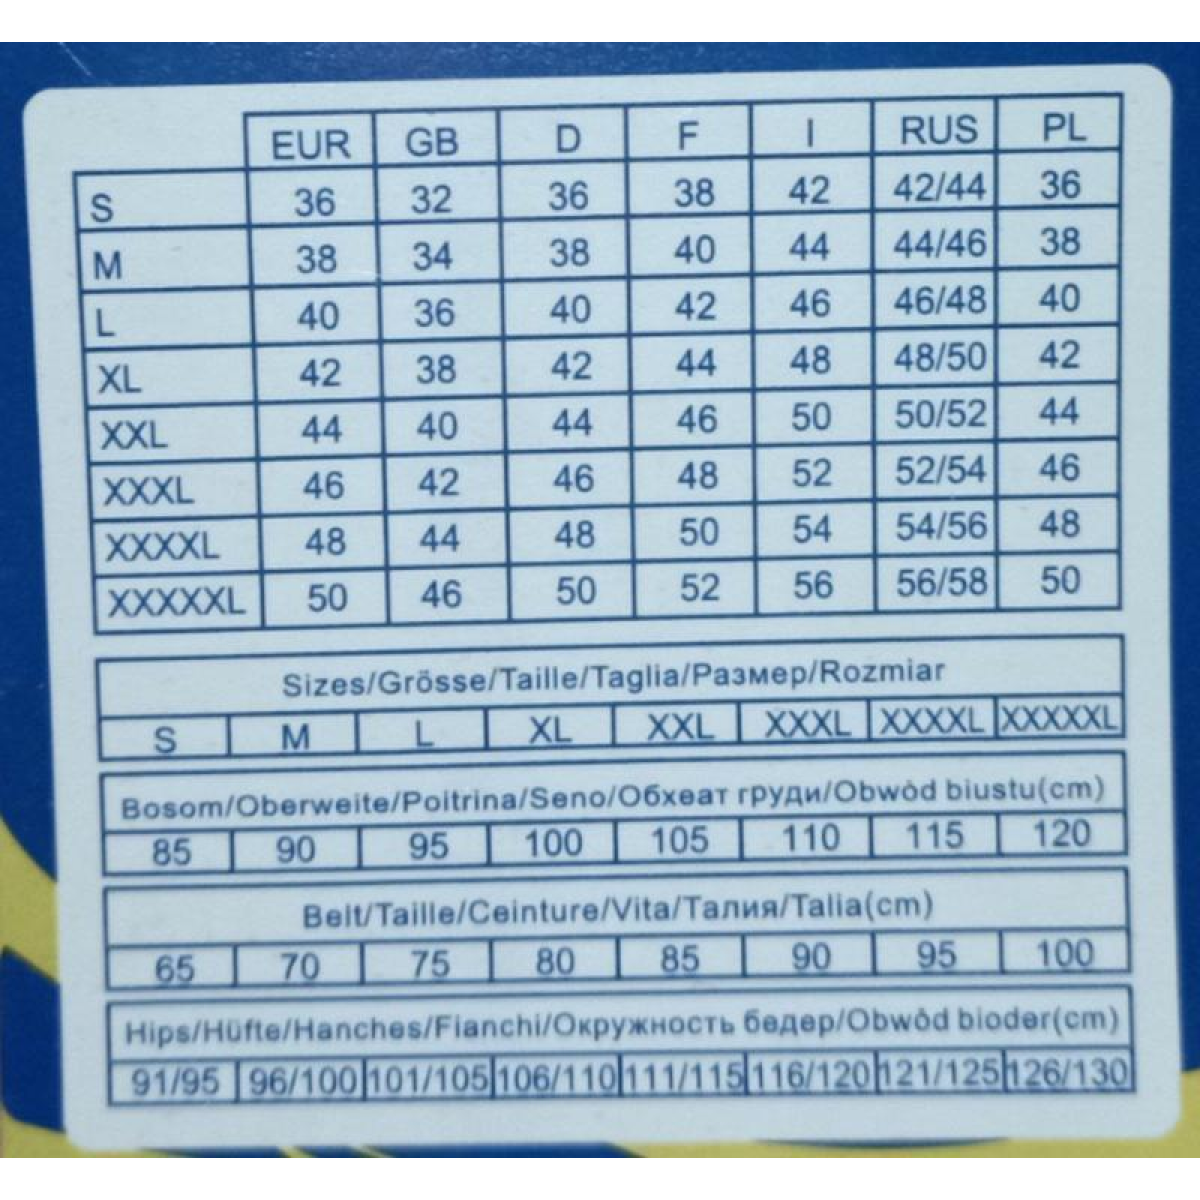 EUR GB D F I RUS PL
S 36 32 36 38 42 42/44 36
M 38 34 38 40 44 44/46 38
L 40 36 40 42 46 46/48 40
XL 42 38 42 44 48 48/50 42
XXL 44 40 44 46 50 50/52 44
XXXL 46 42 46 48 52 52/54 46
XXXXL 48 44 48 50 54 54/56 48
XXXXXL 50 46 50 52 56 56/58 50
Sizes/Grösse/Taille/Taglia/Размер/Rozmiar
S M L XL XXL XXXL XXXXL XXXXXL
Bosom/Oberweite/Poitrina/Seno/Обхеат груди/Obwòd biustu(cm)
85 90 95 100 105 110 115 120
Belt/Taille/Ceinture/Vita/Талия/Talia(cm)
65 70 75 80 85 90 95 100
Hips/Hüfte/Hanches/Fianchi/Окружность бедер/Obwòd bioder(cm)
91/95 96/100 101/105 106/110 111/115 116/120 121/125 126/130